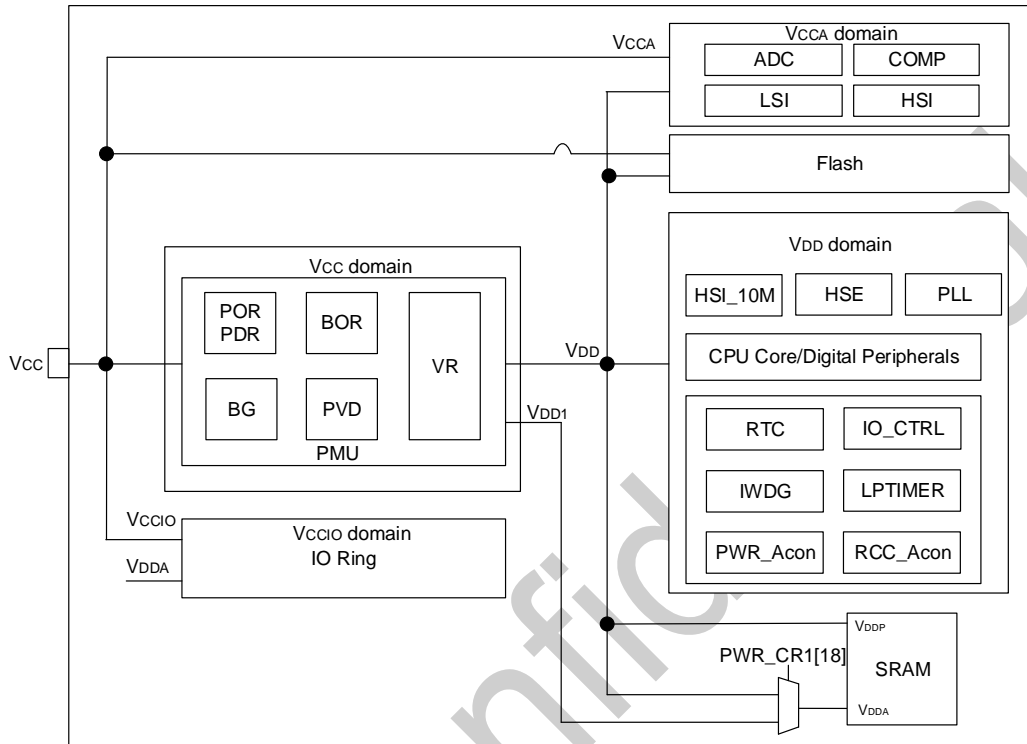 VCCA domain
VCCA
ADC
COMP
LSI
HSI
Flash
VCC domain
POR
PDR
BOR
VR
BG
PVD
PMU
VCC
VDD
VDD1
VDD domain
HSI_10M
HSE
PLL
CPU Core/Digital Peripherals
RTC
IO_CTRL
IWDG
LPTIMER
PWR_Acon
RCC_Acon
VCCIO
VDDA
VCCIO domain
IO Ring
PWR_CR1[18]
VDDP
SRAM
VDDA